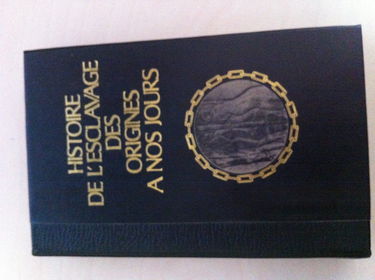 HISTOIRE
DE L'ESCLAVAGE
DES
ORIGINES
A NOS JOURS